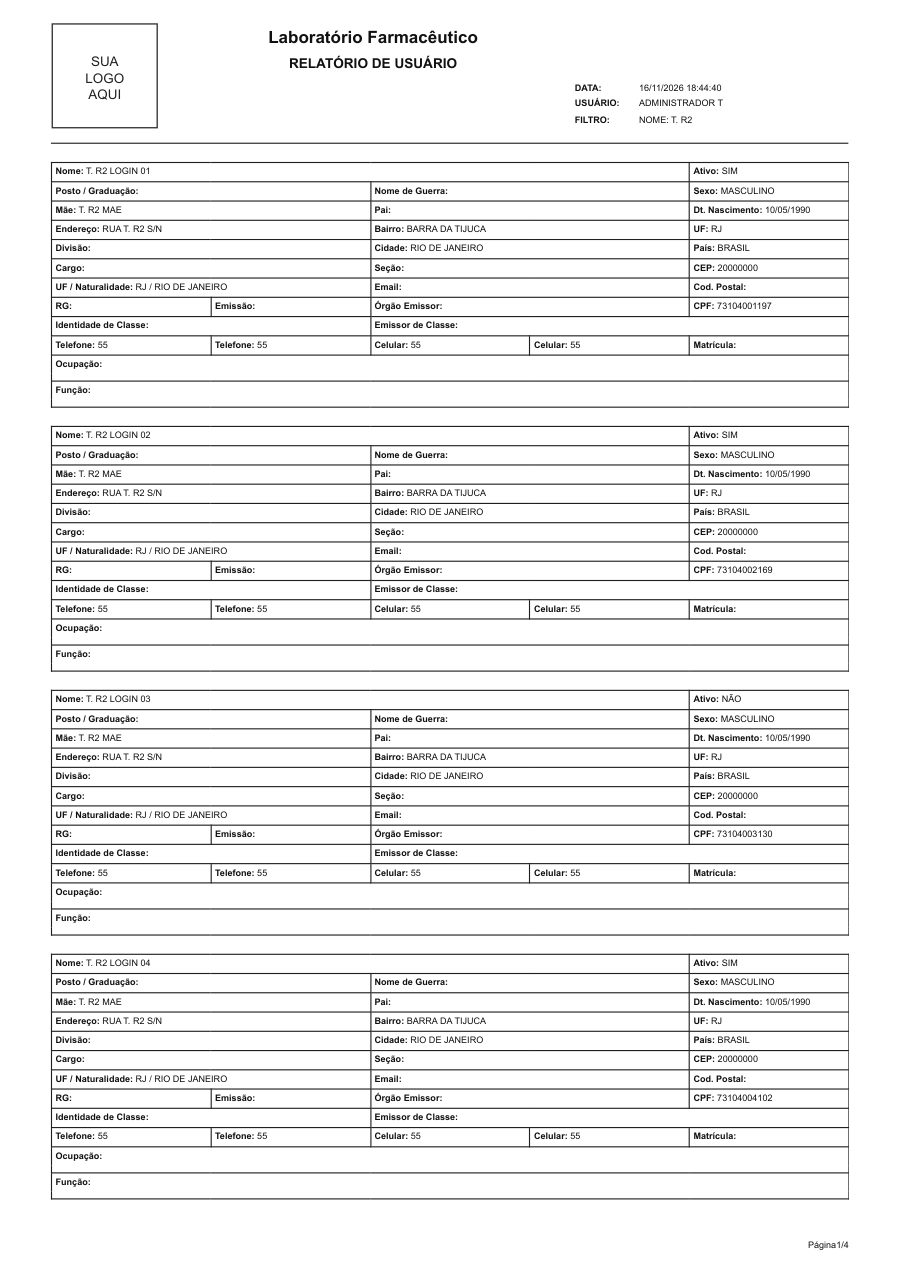 SUA
LOGO
AQUI
Laboratório Farmacêutico
RELATÓRIO DE USUÁRIO
DATA: 16/11/2026 18:44:40
USUÁRIO: ADMINISTRADOR T
FILTRO: NOME: T. R2
Nome: T. R2 LOGIN 01 Ativo: SIM
Posto / Graduação: Nome de Guerra: Sexo: MASCULINO
Mãe: T. R2 MAE Pai: Dt. Nascimento: 10/05/1990
Endereço: RUA T. R2 S/N Bairro: BARRA DA TIJUCA UF: RJ
Divisão: Cidade: RIO DE JANEIRO País: BRASIL
Cargo: Seção: CEP: 20000000
UF / Naturalidade: RJ / RIO DE JANEIRO Email: Cod. Postal:
RG: Emissão: Órgão Emissor: CPF: 73104001197
Identidade de Classe: Emissor de Classe:
Telefone: 55 Telefone: 55 Celular: 55 Celular: 55 Matrícula:
Ocupação:
Função:
Nome: T. R2 LOGIN 02 Ativo: SIM
Posto / Graduação: Nome de Guerra: Sexo: MASCULINO
Mãe: T. R2 MAE Pai: Dt. Nascimento: 10/05/1990
Endereço: RUA T. R2 S/N Bairro: BARRA DA TIJUCA UF: RJ
Divisão: Cidade: RIO DE JANEIRO País: BRASIL
Cargo: Seção: CEP: 20000000
UF / Naturalidade: RJ / RIO DE JANEIRO Email: Cod. Postal:
RG: Emissão: Órgão Emissor: CPF: 73104002169
Identidade de Classe: Emissor de Classe:
Telefone: 55 Telefone: 55 Celular: 55 Celular: 55 Matrícula:
Ocupação:
Função:
Nome: T. R2 LOGIN 03 Ativo: NÃO
Posto / Graduação: Nome de Guerra: Sexo: MASCULINO
Mãe: T. R2 MAE Pai: Dt. Nascimento: 10/05/1990
Endereço: RUA T. R2 S/N Bairro: BARRA DA TIJUCA UF: RJ
Divisão: Cidade: RIO DE JANEIRO País: BRASIL
Cargo: Seção: CEP: 20000000
UF / Naturalidade: RJ / RIO DE JANEIRO Email: Cod. Postal:
RG: Emissão: Órgão Emissor: CPF: 73104003130
Identidade de Classe: Emissor de Classe:
Telefone: 55 Telefone: 55 Celular: 55 Celular: 55 Matrícula:
Ocupação:
Função:
Nome: T. R2 LOGIN 04 Ativo: SIM
Posto / Graduação: Nome de Guerra: Sexo: MASCULINO
Mãe: T. R2 MAE Pai: Dt. Nascimento: 10/05/1990
Endereço: RUA T. R2 S/N Bairro: BARRA DA TIJUCA UF: RJ
Divisão: Cidade: RIO DE JANEIRO País: BRASIL
Cargo: Seção: CEP: 20000000
UF / Naturalidade: RJ / RIO DE JANEIRO Email: Cod. Postal:
RG: Emissão: Órgão Emissor: CPF: 73104004102
Identidade de Classe: Emissor de Classe:
Telefone: 55 Telefone: 55 Celular: 55 Celular: 55 Matrícula:
Ocupação:
Função:
Página1/4